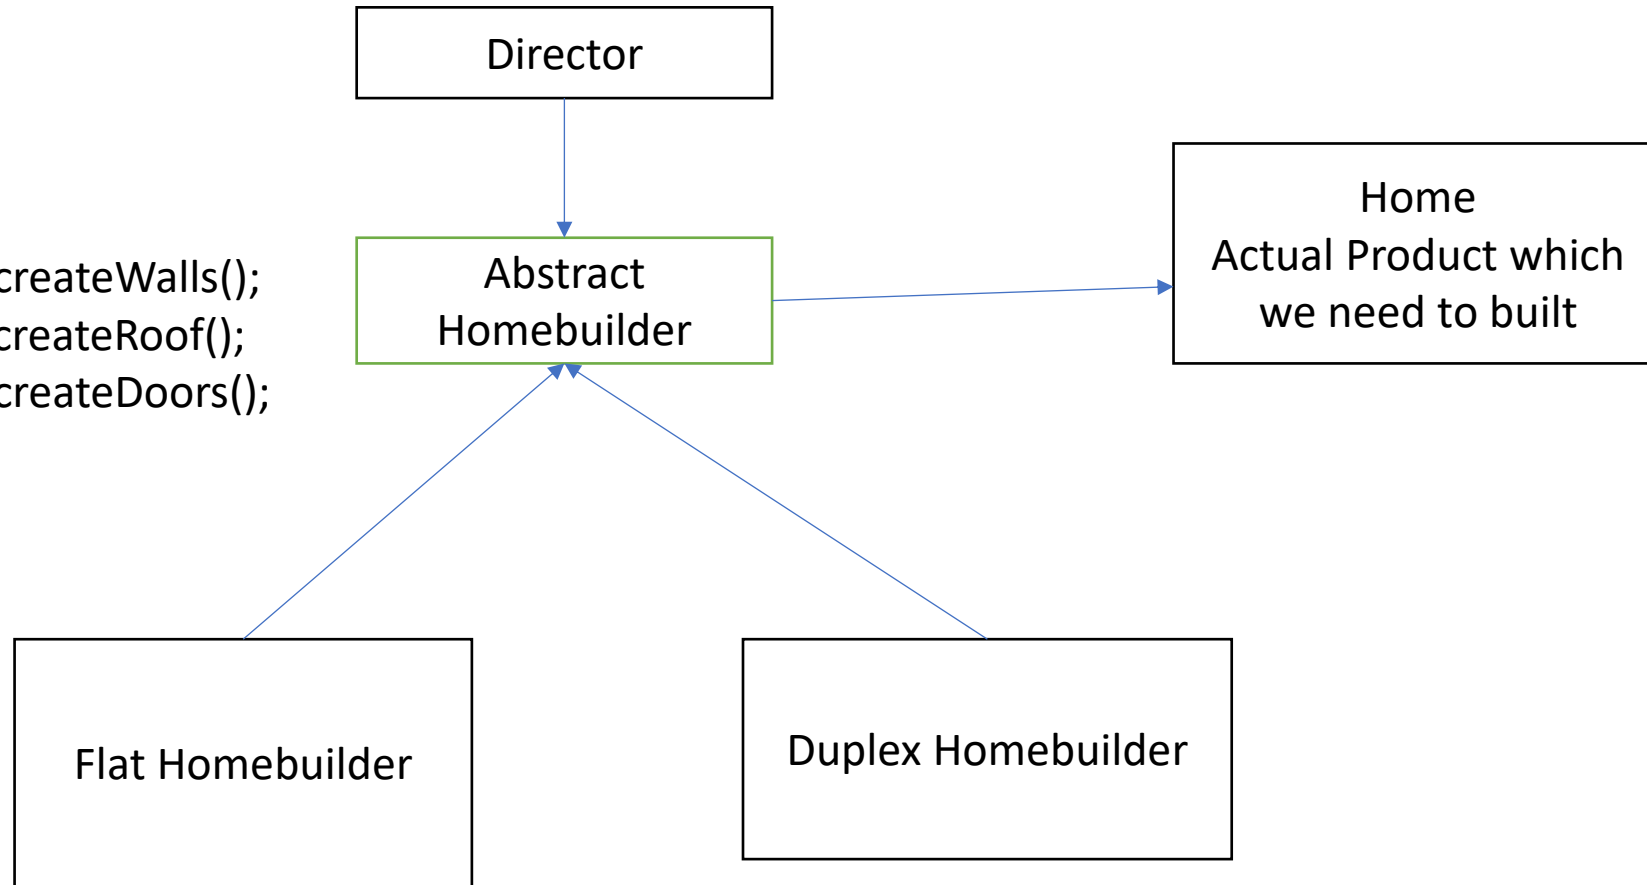 Director
Home
Actual Product which
we need to built
createWalls();
createRoof();
createDoors();
Abstract
Homebuilder
Flat Homebuilder
Duplex Homebuilder